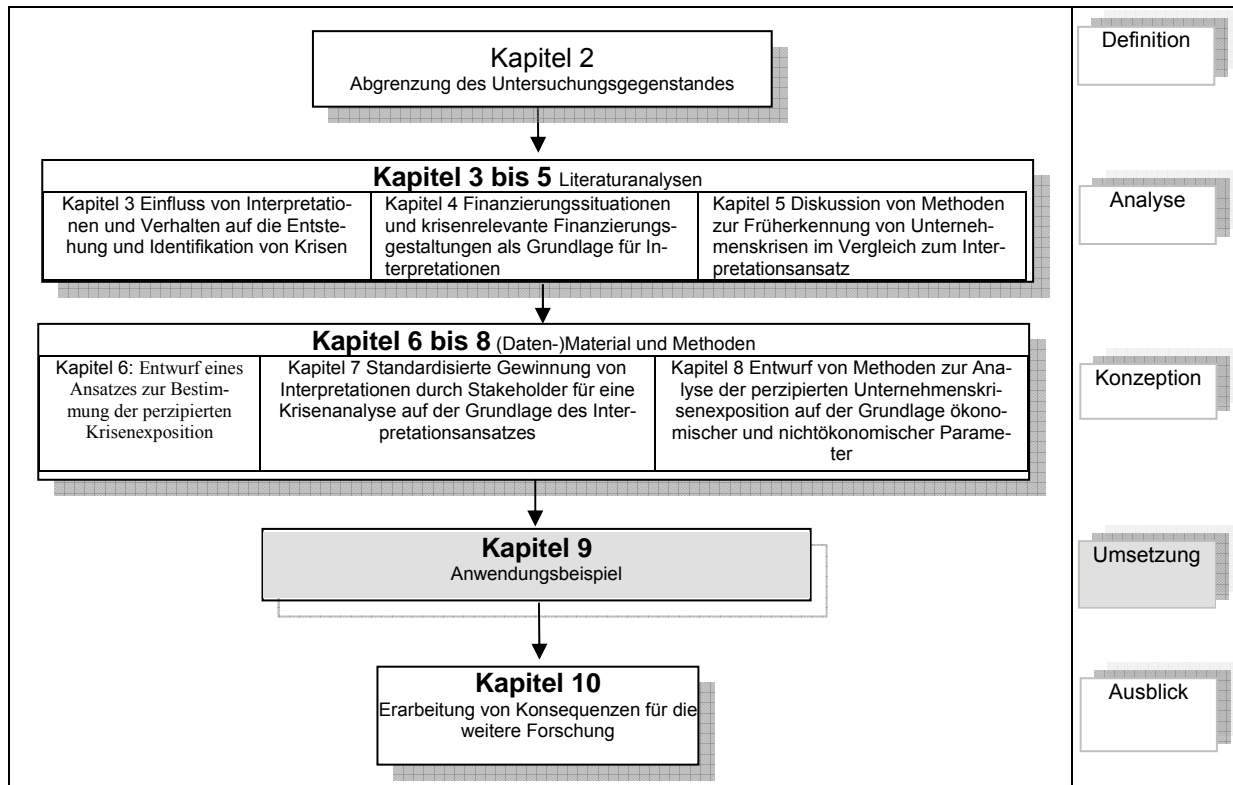 Kapitel 2
Abgrenzung des Untersuchungsgegenstandes
Definition
Kapitel 3 bis 5 Literaturanalysen
Kapitel 3 Einfluss von Interpretatio-
nen und Verhalten auf die Entste-
hung und Identifikation von Krisen
Kapitel 4 Finanzierungssituationen
und krisenrelevante Finanzierungs-
gestaltungen als Grundlage für In-
terpretationen
Kapitel 5 Diskussion von Methoden
zur Früherkennung von Unterneh-
menskrisen im Vergleich zum Inter-
pretationsansatz
Analyse
Kapitel 6 bis 8 (Daten-)Material und Methoden
Kapitel 6: Entwurf eines
Ansatzes zur Bestim-
mung der perzipierten
Krisenexposition
Kapitel 7 Standardisierte Gewinnung von
Interpretationen durch Stakeholder für eine
Krisenanalyse auf der Grundlage des Inter-
pretationsansatzes
Kapitel 8 Entwurf von Methoden zur Ana-
lyse der perzipierten Unternehmenskri-
senexposition auf der Grundlage ökono-
mischer und nichtökonomischer Parame-
ter
Konzeption
Kapitel 9
Anwendungsbeispiel
Umsetzung
Kapitel 10
Erarbeitung von Konsequenzen für die
weitere Forschung
Ausblick